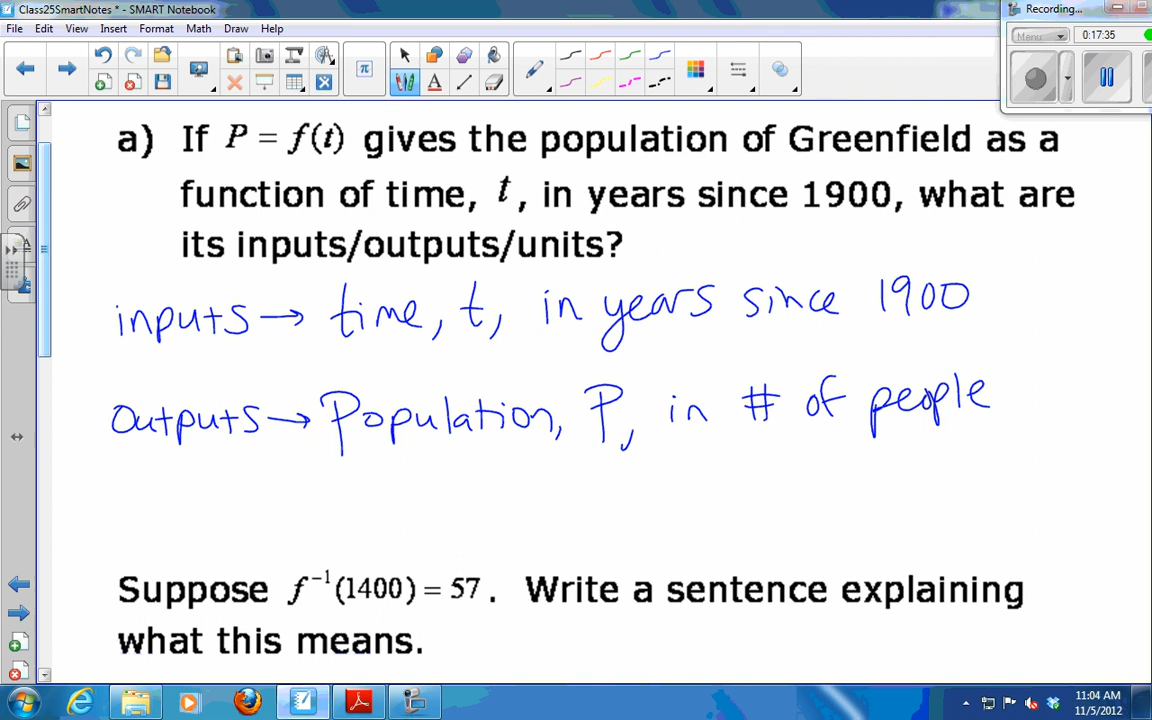 Class25SmartNotes * - SMART Notebook
Recording...
File Edit View Insert Format Math Draw Help
Menu
0:17:35
π
A
a) If P = f(t) gives the population of Greenfield as a
function of time, t, in years since 1900, what are
its inputs/outputs/units?
inputs → time, t, in years since 1900
outputs → Population, P, in # of people
Suppose f⁻¹(1400) = 57. Write a sentence explaining
what this means.
11:04 AM
11/5/2012